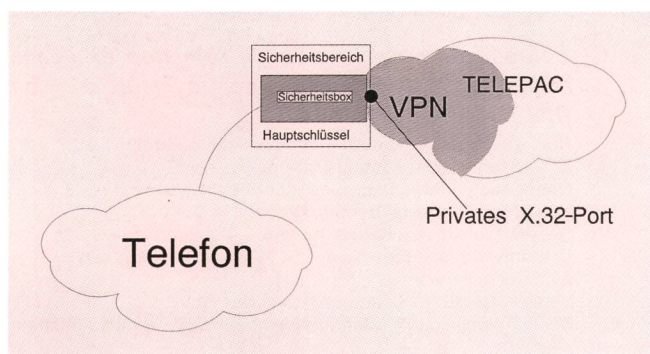 Sicherheitsbereich
Sicherheitsbox
Hauptschlüssel
VPN
TELEPAC
Privates X.32-Port
Telefon